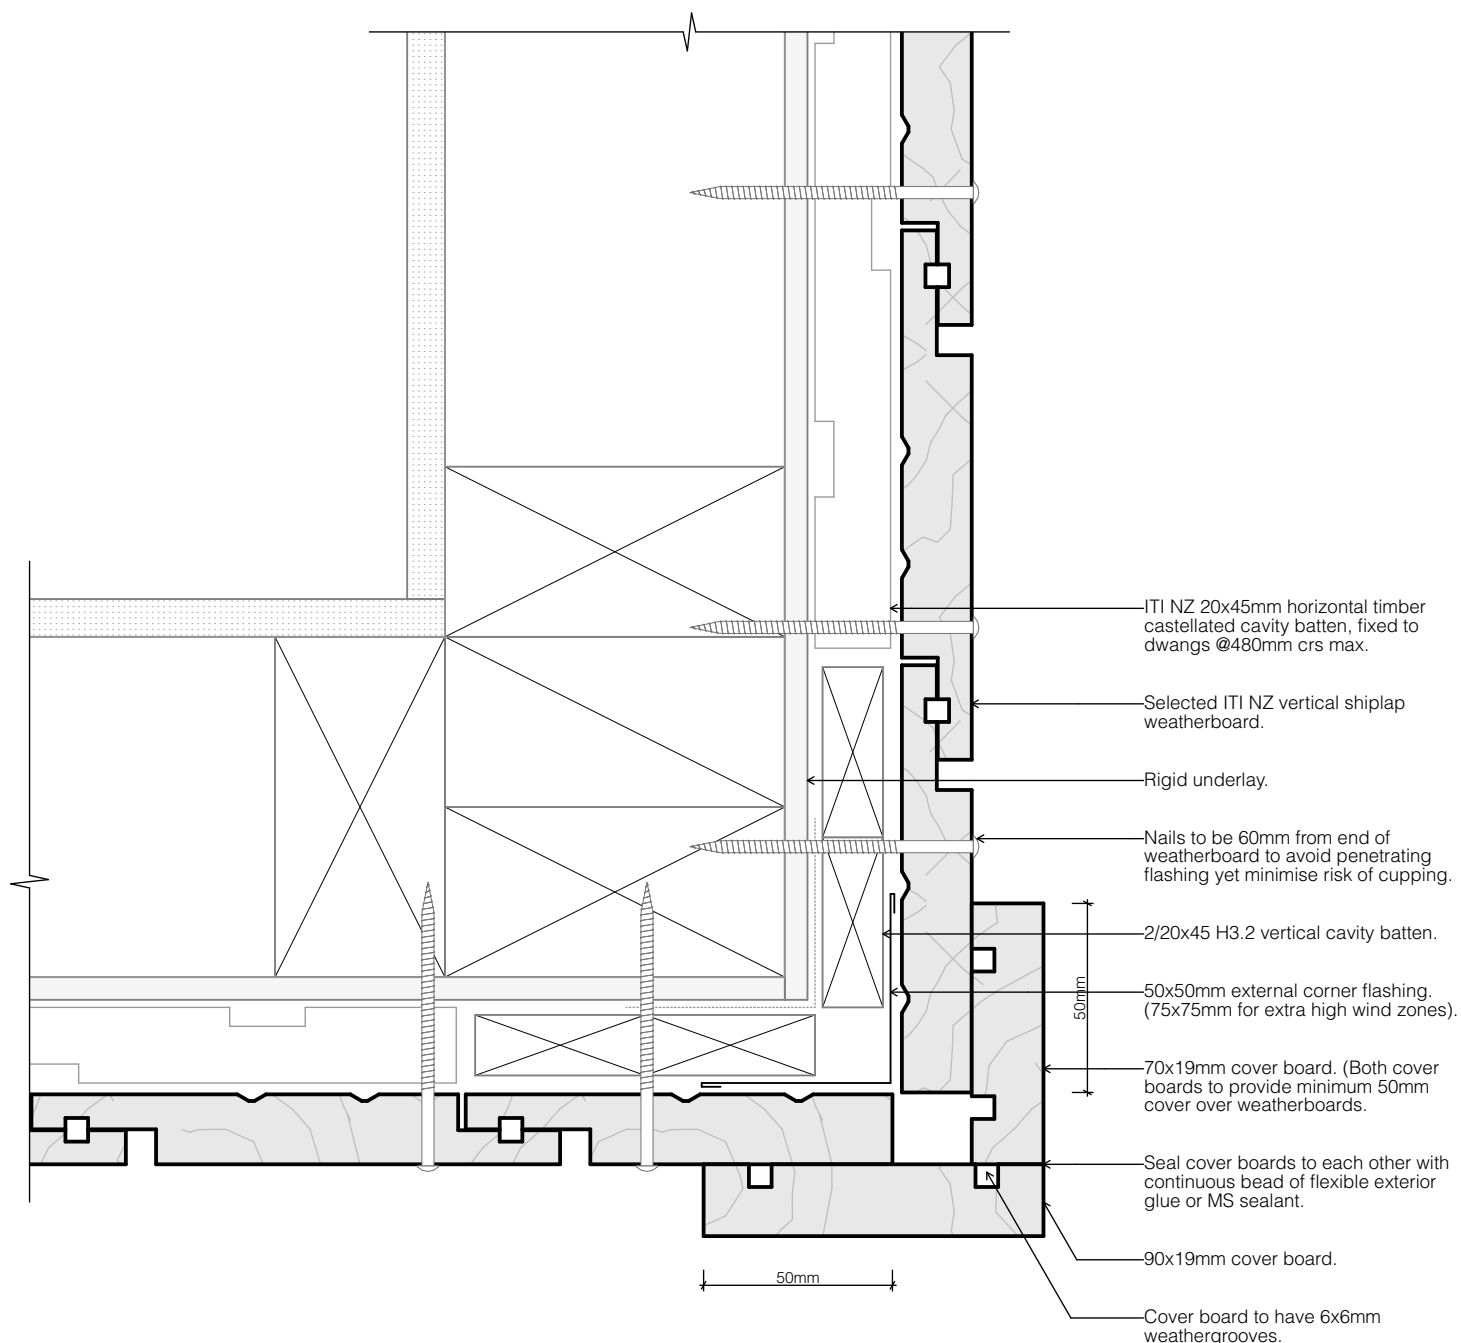 ITI NZ 20x45mm horizontal timber
castellated cavity batten, fixed to
dwangs @480mm crs max.
Selected ITI NZ vertical shiplap
weatherboard.
Rigid underlay.
Nails to be 60mm from end of
weatherboard to avoid penetrating
flashing yet minimise risk of cupping.
2/20x45 H3.2 vertical cavity batten.
50x50mm external corner flashing.
(75x75mm for extra high wind zones).
50mm
70x19mm cover board. (Both cover
boards to provide minimum 50mm
cover over weatherboards.
Seal cover boards to each other with
continuous bead of flexible exterior
glue or MS sealant.
90x19mm cover board.
50mm
Cover board to have 6x6mm
weathergrooves.